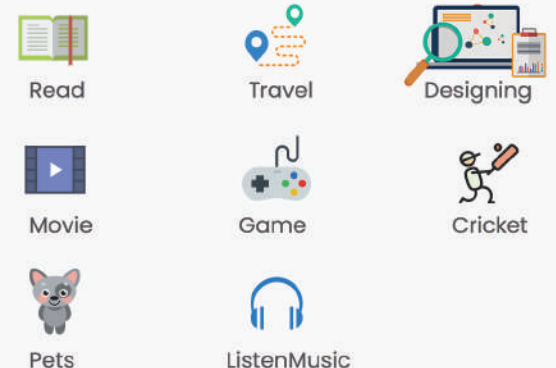 Read
Travel
Designing
Movie
Game
Cricket
Pets
ListenMusic